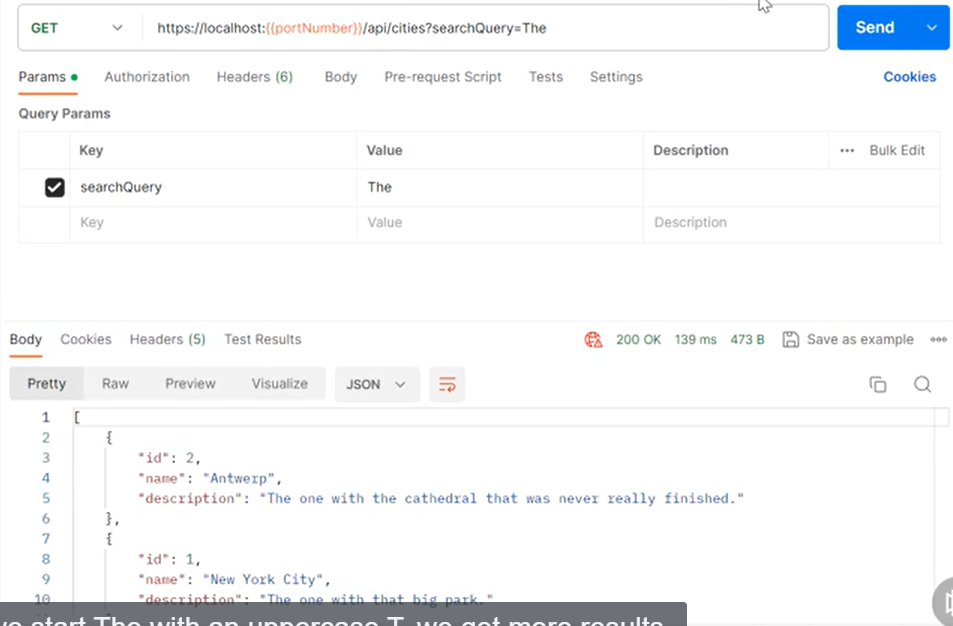 GET https://localhost:{{portNumber}}/api/cities?searchQuery=The Send
Params Authorization Headers (6) Body Pre-request Script Tests Settings Cookies
Query Params
Key Value Description ••• Bulk Edit
searchQuery The
Key Value Description
Body Cookies Headers (5) Test Results 200 OK 139 ms 473 B Save as example
Pretty Raw Preview Visualize JSON
1 [
2 {
3 "id": 2,
4 "name": "Antwerp",
5 "description": "The one with the cathedral that was never really finished."
6 },
7 {
8 "id": 1,
9 "name": "New York City",
10 "description": "The one with that big park."
start The with an uppercase T, we get more results